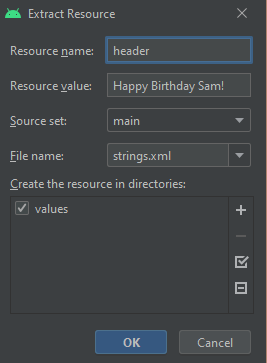 Extract Resource
Resource name: header
Resource value: Happy Birthday Sam!
Source set: main
File name: strings.xml
Create the resource in directories:
values
OK Cancel